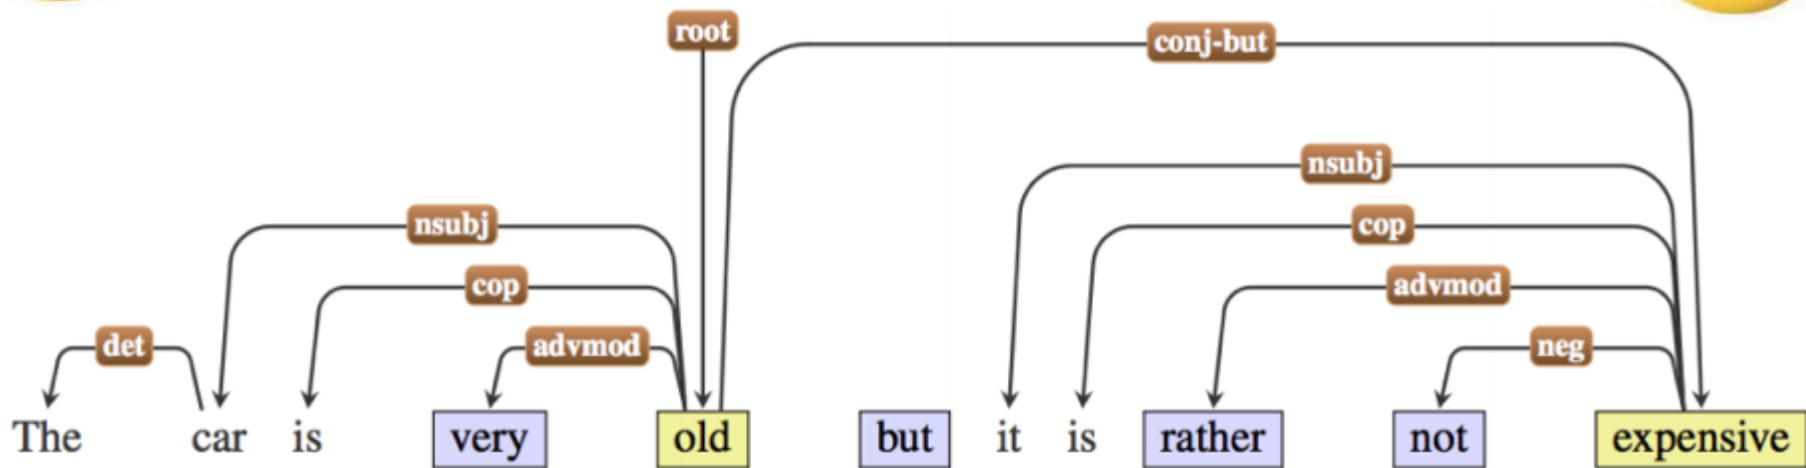 root
conj-but
nsubj
nsubj
cop
cop
advmod
det
advmod
neg
The car is very old but it is rather not expensive